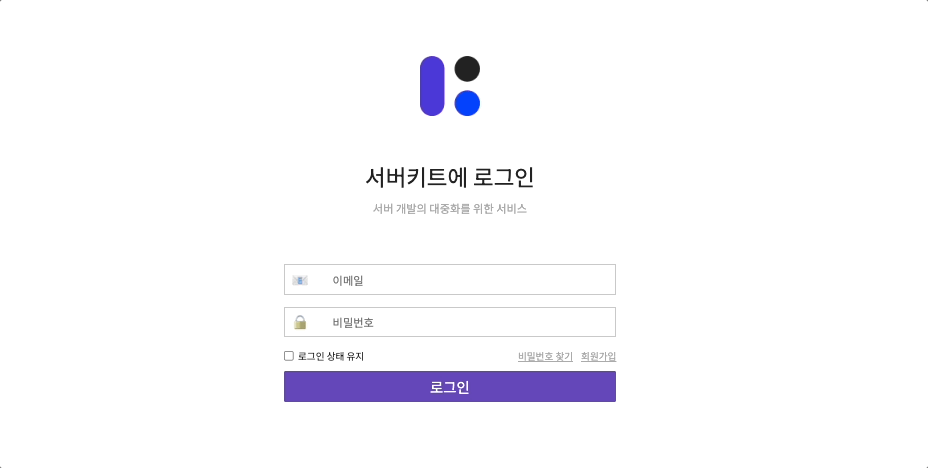 서버키트에 로그인
서버 개발의 대중화를 위한 서비스
이메일
비밀번호
로그인 상태 유지 비밀번호 찾기 회원가입
로그인